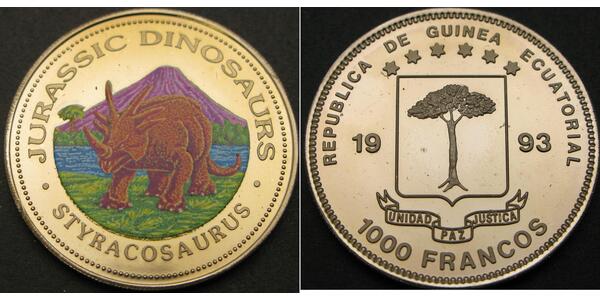 · JURASSIC DINOSAURS ·
STYRACOSAURUS
REPUBLICA DE GUINEA ECUATORIAL
19 93
UNIDAD PAZ JUSTICIA
1000 FRANCOS